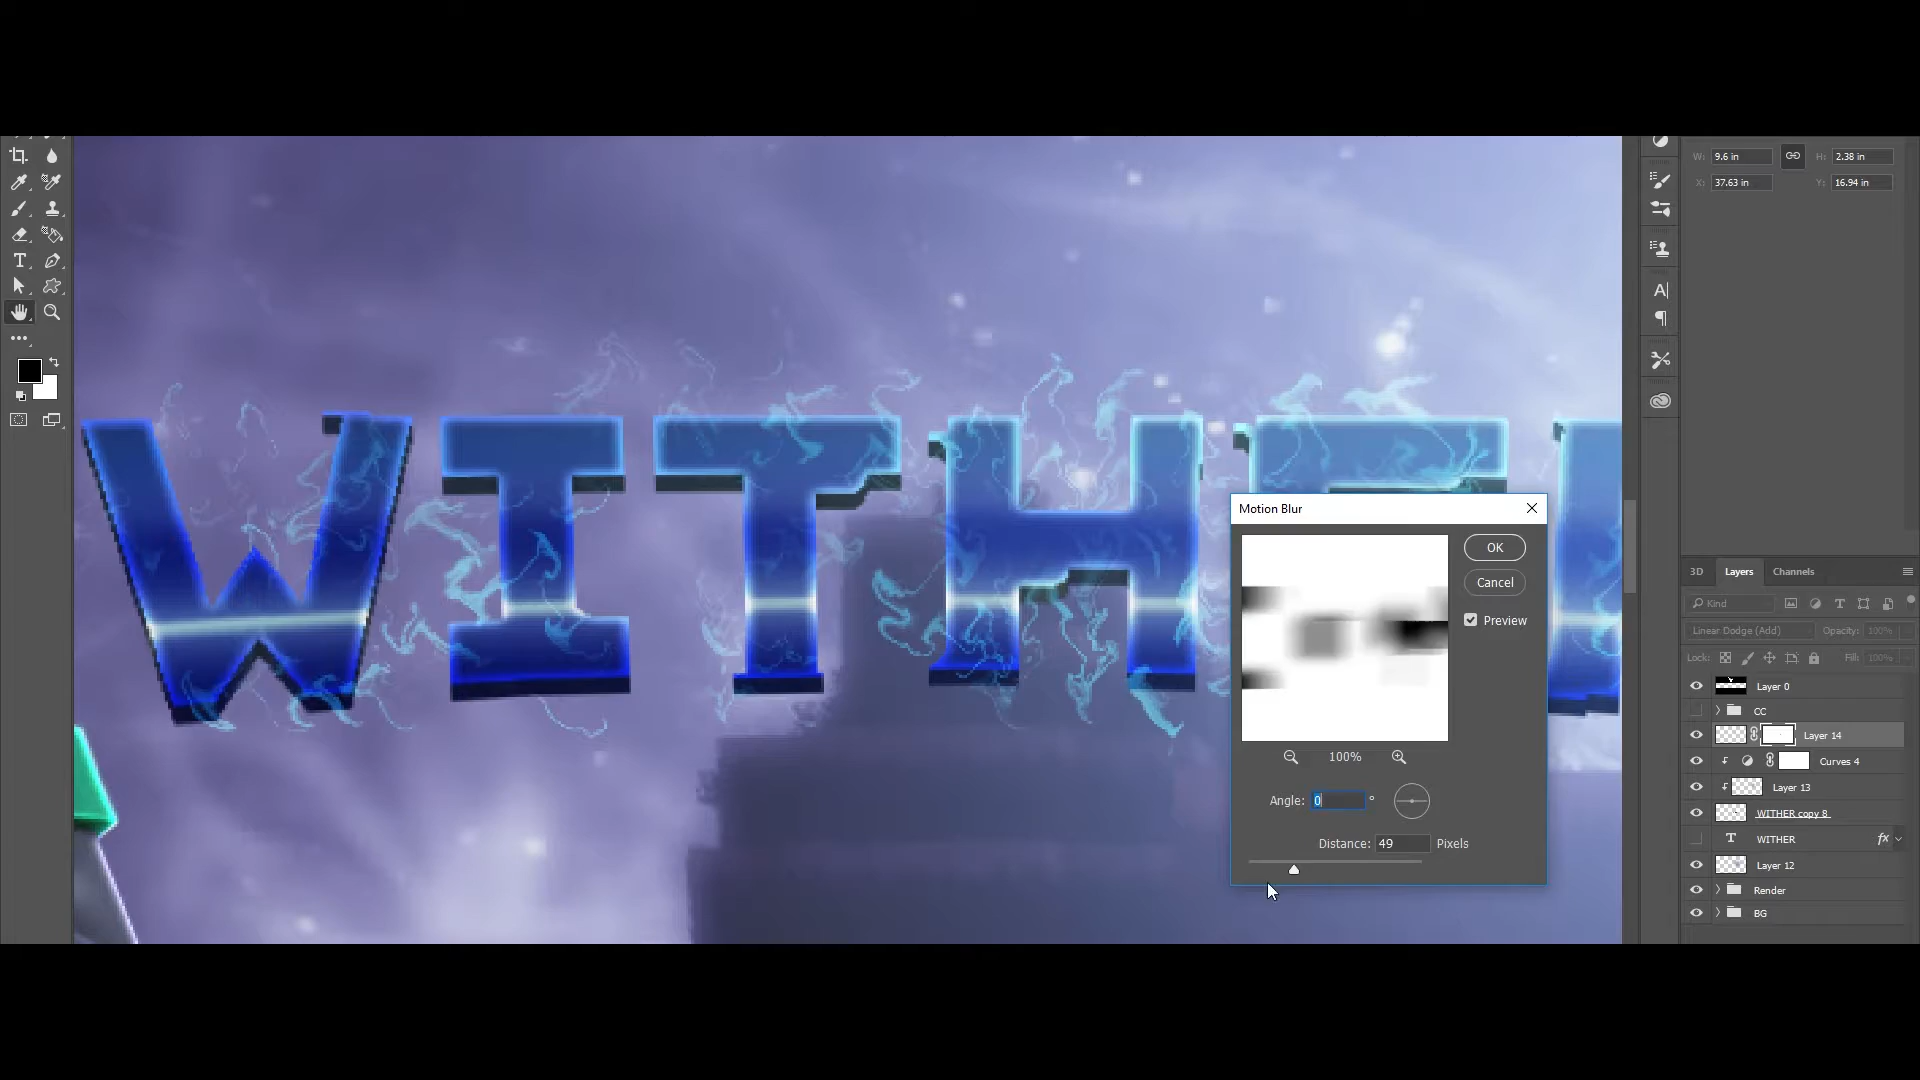 W: 9.6 in H: 2.38 in
X: 37.63 in Y: 16.94 in
WITHE
Motion Blur
OK
Cancel
Preview
100%
Angle: 0 °
Distance: 49 Pixels
3D Layers Channels
Kind
Linear Dodge (Add) Opacity: 100%
Lock: Fill: 100%
Layer 0
CC
Layer 14
Curves 4
Layer 13
WITHER copy 8
T WITHER fx
Layer 12
Render
BG